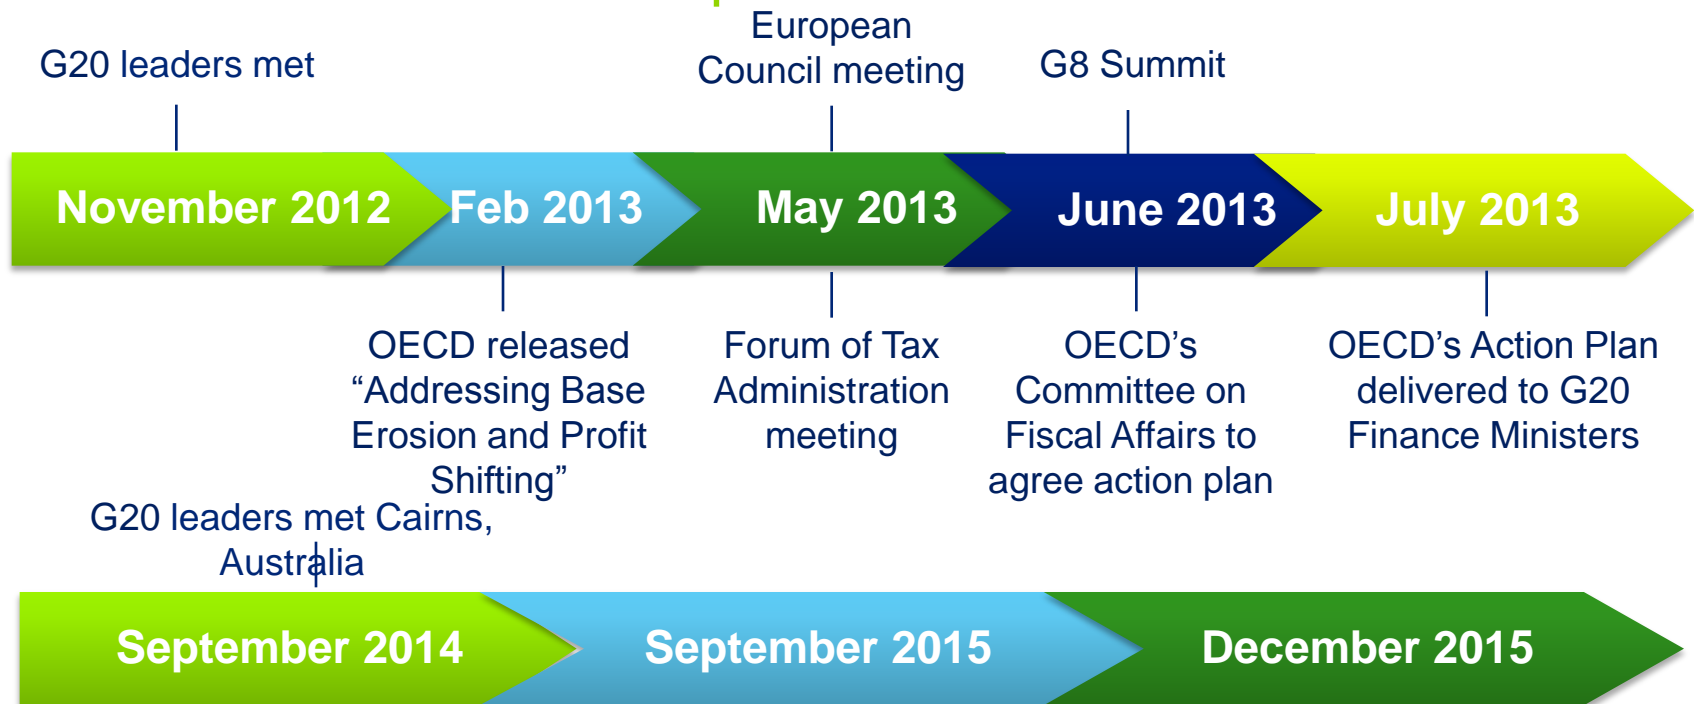 G20 leaders met
European
Council meeting
G8 Summit
November 2012
Feb 2013
May 2013
June 2013
July 2013
OECD released
“Addressing Base
Erosion and Profit
Shifting”
Forum of Tax
Administration
meeting
OECD’s
Committee on
Fiscal Affairs to
agree action plan
OECD’s Action Plan
delivered to G20
Finance Ministers
G20 leaders met Cairns,
Australia
September 2014
September 2015
December 2015